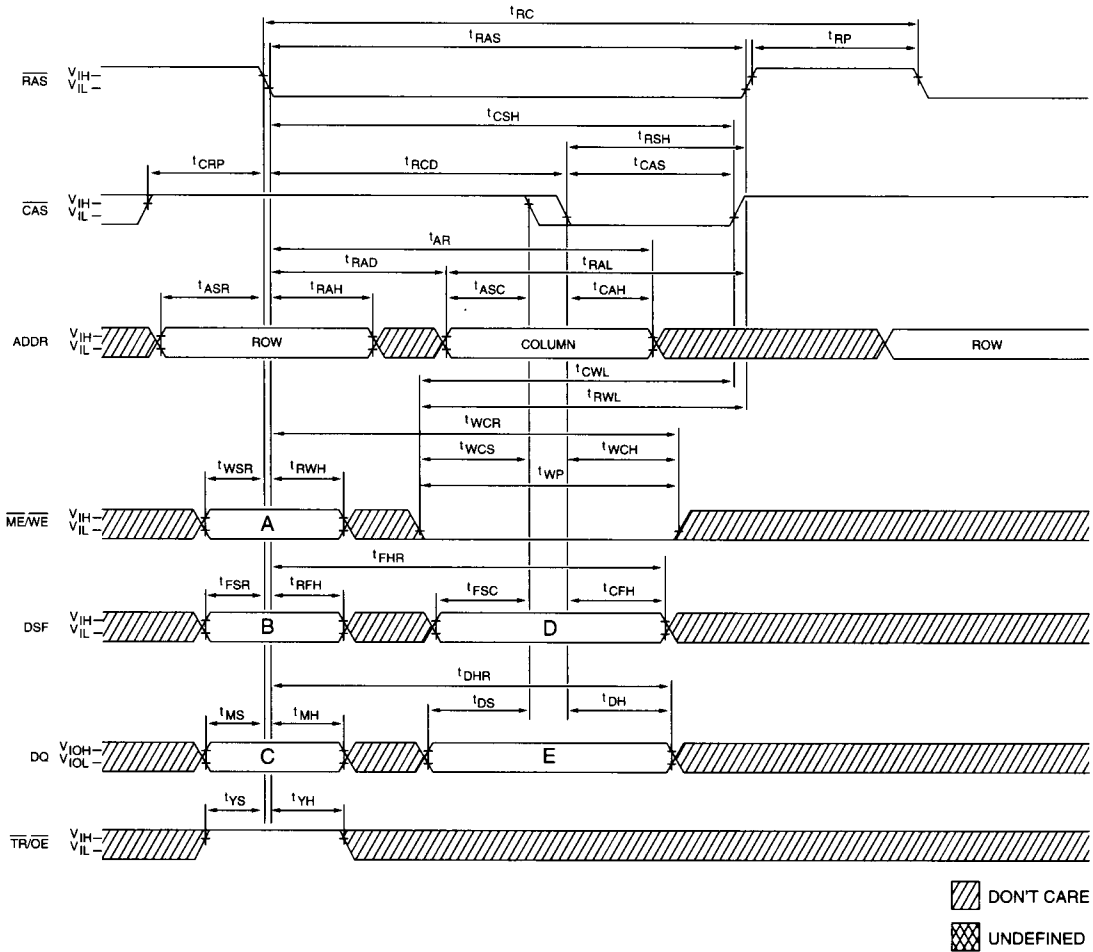 tRC
tRAS tRP
RAS VIH VIL
tCSH
tRSH
tCRP tRCD tCAS
CAS VIH VIL
tAR
tRAD tRAL
tASR tRAH tASC tCAH
ADDR VIH VIL ROW COLUMN ROW
tCWL
tRWL
tWCR
tWCS tWCH
tWSR tRWH tWP
ME/WE VIH VIL A
tFHR
tFSR tRFH tFSC tCFH
DSF VIH VIL B D
tDHR
tMS tMH tDS tDH
DQ VIOH VIOL C E
tYS tYH
TR/OE VIH VIL
DON'T CARE
UNDEFINED